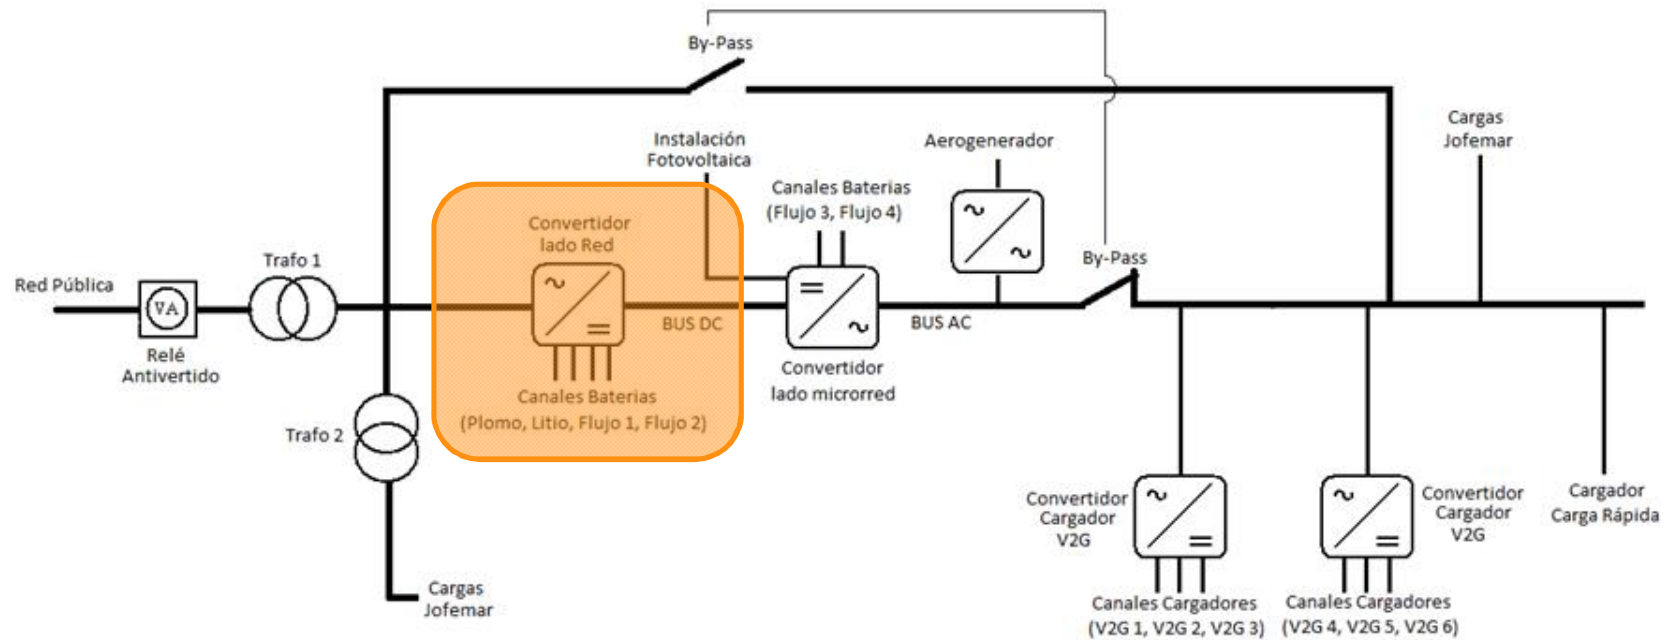 By-Pass
Instalación
Fotovoltaica
Aerogenerador
Cargas
Jofemar
Canales Baterias
(Flujo 3, Flujo 4)
Convertidor
lado Red
Trafo 1
Red Pública
VA
Relé
Antivertido
BUS DC
BUS AC
By-Pass
Convertidor
lado microrred
Canales Baterias
(Plomo, Litio, Flujo 1, Flujo 2)
Trafo 2
Convertidor
Cargador
V2G
Convertidor
Cargador
V2G
Cargador
Carga Rápida
Cargas
Jofemar
Canales Cargadores
(V2G 1, V2G 2, V2G 3)
Canales Cargadores
(V2G 4, V2G 5, V2G 6)